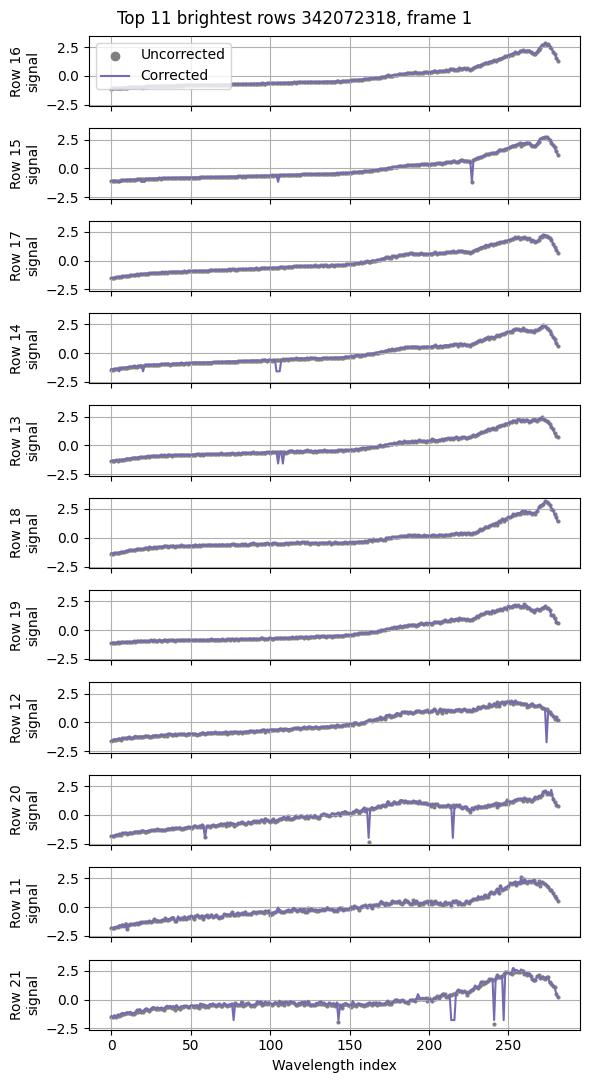 Top 11 brightest rows 342072318, frame 1
Row 16
signal
2.5
0.0
−2.5
Uncorrected
Corrected
Row 15
signal
2.5
0.0
−2.5
Row 17
signal
2.5
0.0
−2.5
Row 14
signal
2.5
0.0
−2.5
Row 13
signal
2.5
0.0
−2.5
Row 18
signal
2.5
0.0
−2.5
Row 19
signal
2.5
0.0
−2.5
Row 12
signal
2.5
0.0
−2.5
Row 20
signal
2.5
0.0
−2.5
Row 11
signal
2.5
0.0
−2.5
Row 21
signal
2.5
0.0
−2.5
0 50 100 150 200 250
Wavelength index